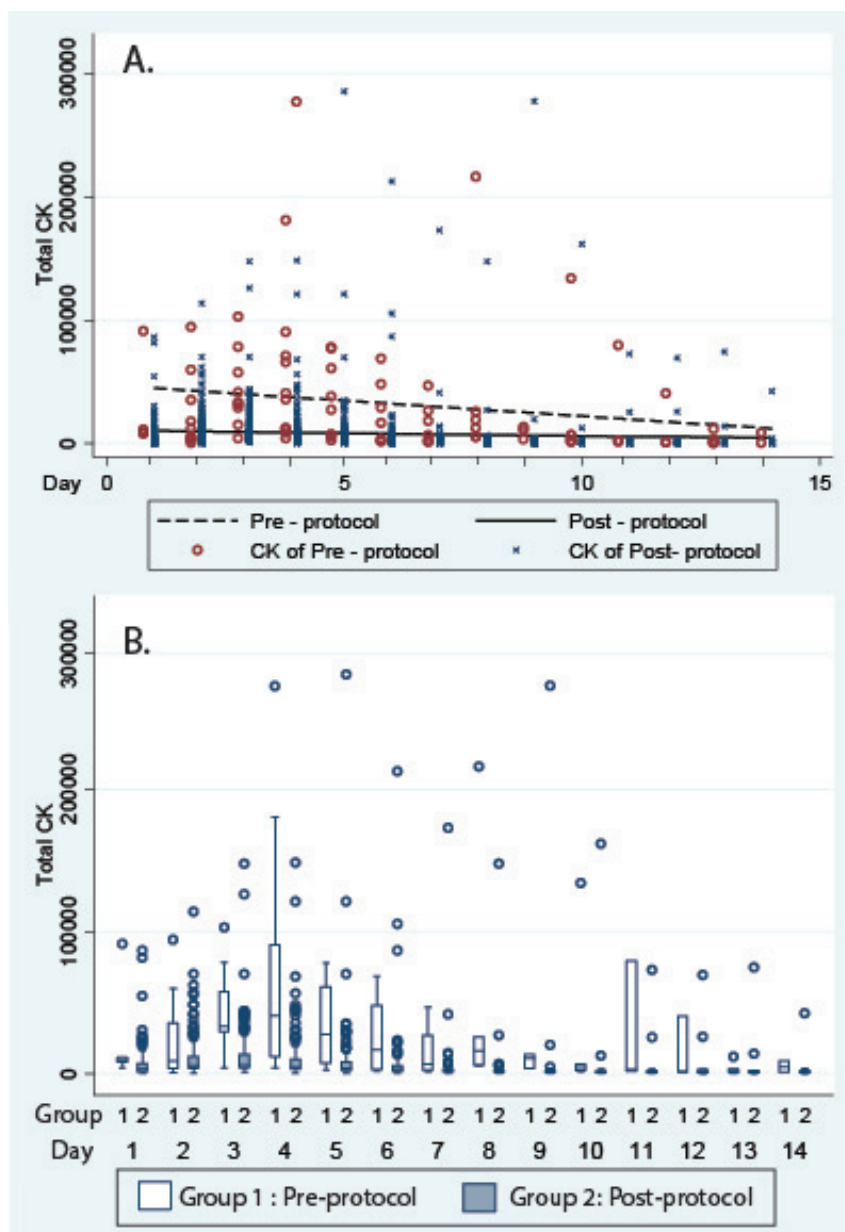 A.
300000
200000
100000
0
Total CK
Day 0 5 10 15
Pre - protocol Post - protocol
CK of Pre - protocol CK of Post- protocol
B.
300000
200000
100000
0
Total CK
Group 1 2 1 2 1 2 1 2 1 2 1 2 1 2 1 2 1 2 1 2 1 2 1 2 1 2 1 2
Day 1 2 3 4 5 6 7 8 9 10 11 12 13 14
Group 1 : Pre-protocol Group 2: Post-protocol